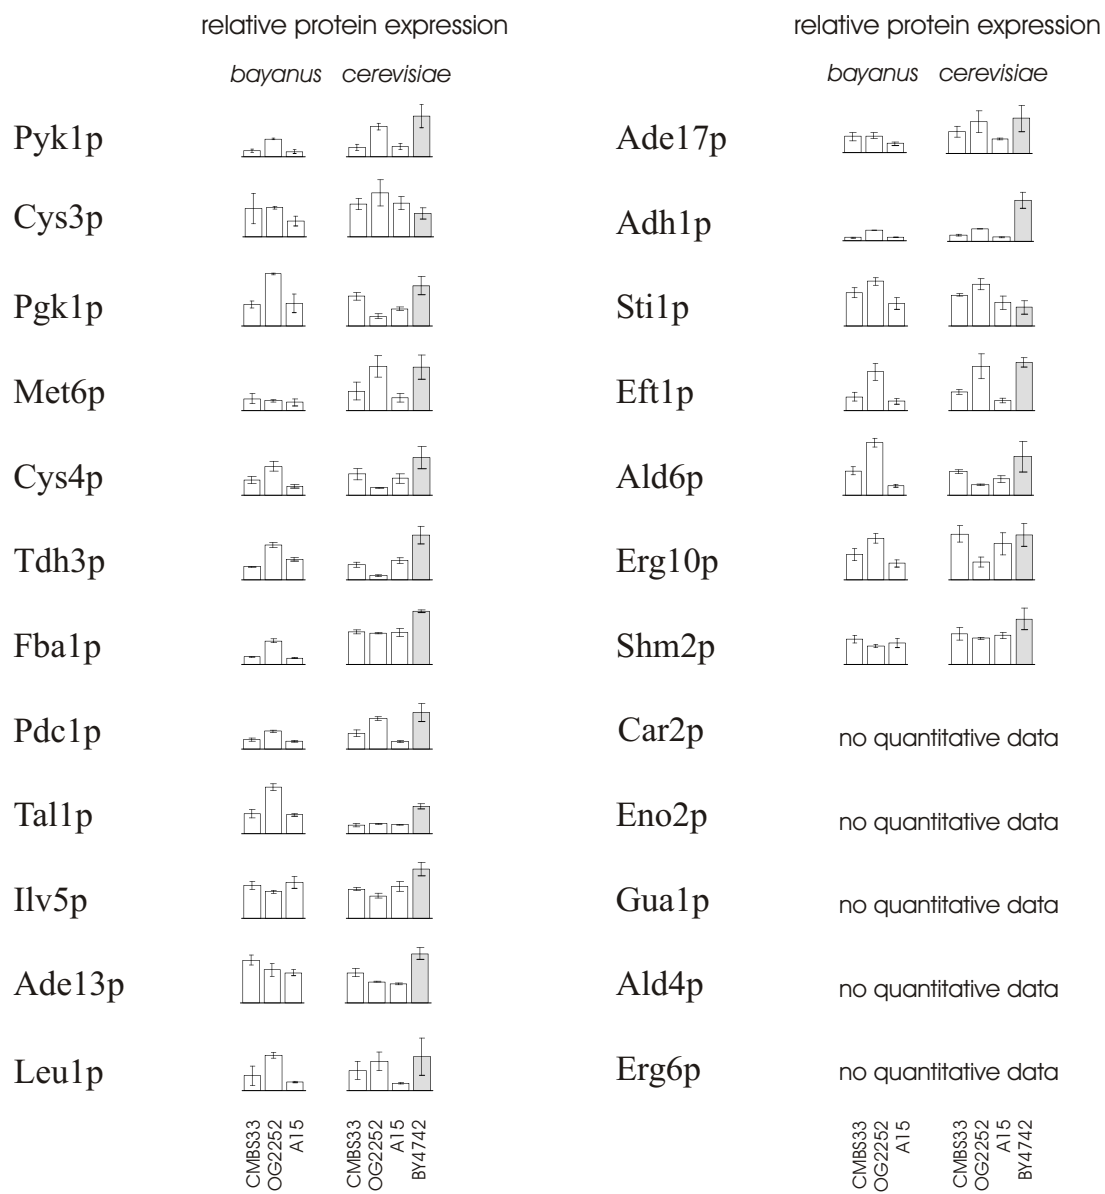 relative protein expression
bayanus cerevisiae
Pyk1p
Cys3p
Pgk1p
Met6p
Cys4p
Tdh3p
Fba1p
Pdc1p
Tal1p
Ilv5p
Ade13p
Leu1p
CMBS33
OG2252
A15
CMBS33
OG2252
A15
BY4742
relative protein expression
bayanus cerevisiae
Ade17p
Adh1p
Sti1p
Eft1p
Ald6p
Erg10p
Shm2p
Car2p no quantitative data
Eno2p no quantitative data
Gua1p no quantitative data
Ald4p no quantitative data
Erg6p no quantitative data
CMBS33
OG2252
A15
CMBS33
OG2252
A15
BY4742